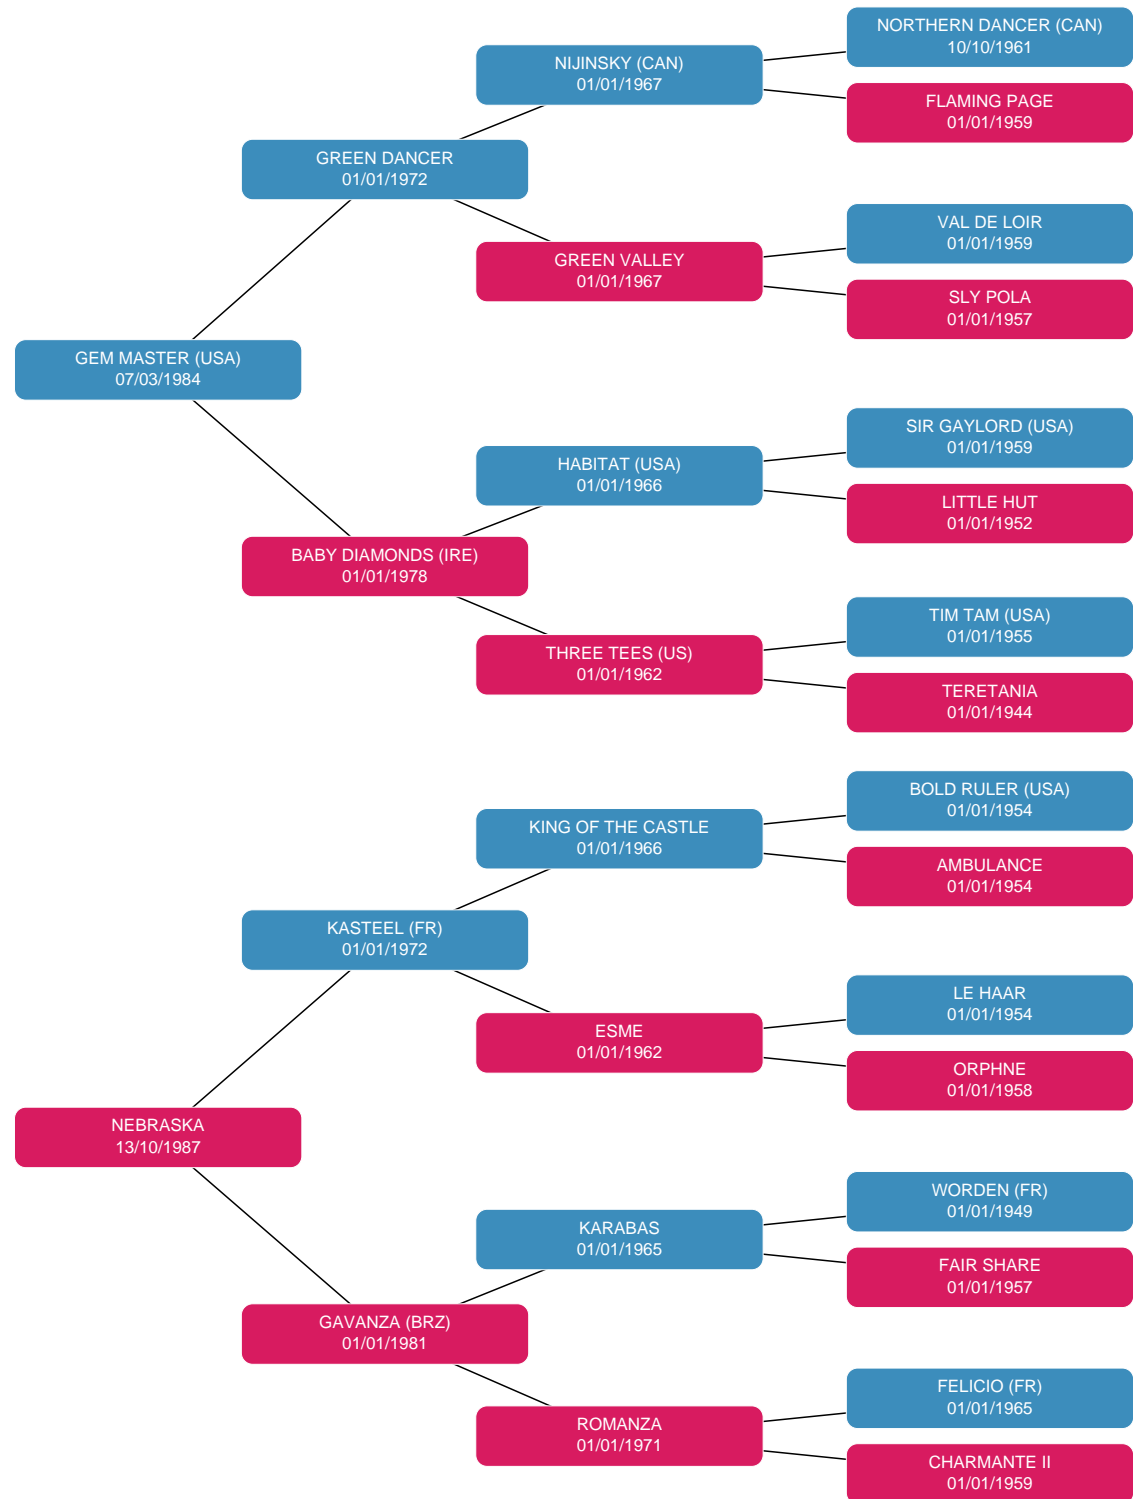 NORTHERN DANCER (CAN)
10/10/1961
NIJINSKY (CAN)
01/01/1967
FLAMING PAGE
01/01/1959
GREEN DANCER
01/01/1972
VAL DE LOIR
01/01/1959
GREEN VALLEY
01/01/1967
SLY POLA
01/01/1957
GEM MASTER (USA)
07/03/1984
SIR GAYLORD (USA)
01/01/1959
HABITAT (USA)
01/01/1966
LITTLE HUT
01/01/1952
BABY DIAMONDS (IRE)
01/01/1978
TIM TAM (USA)
01/01/1955
THREE TEES (US)
01/01/1962
TERETANIA
01/01/1944
BOLD RULER (USA)
01/01/1954
KING OF THE CASTLE
01/01/1966
AMBULANCE
01/01/1954
KASTEEL (FR)
01/01/1972
LE HAAR
01/01/1954
ESME
01/01/1962
ORPHNE
01/01/1958
NEBRASKA
13/10/1987
WORDEN (FR)
01/01/1949
KARABAS
01/01/1965
FAIR SHARE
01/01/1957
GAVANZA (BRZ)
01/01/1981
FELICIO (FR)
01/01/1965
ROMANZA
01/01/1971
CHARMANTE II
01/01/1959